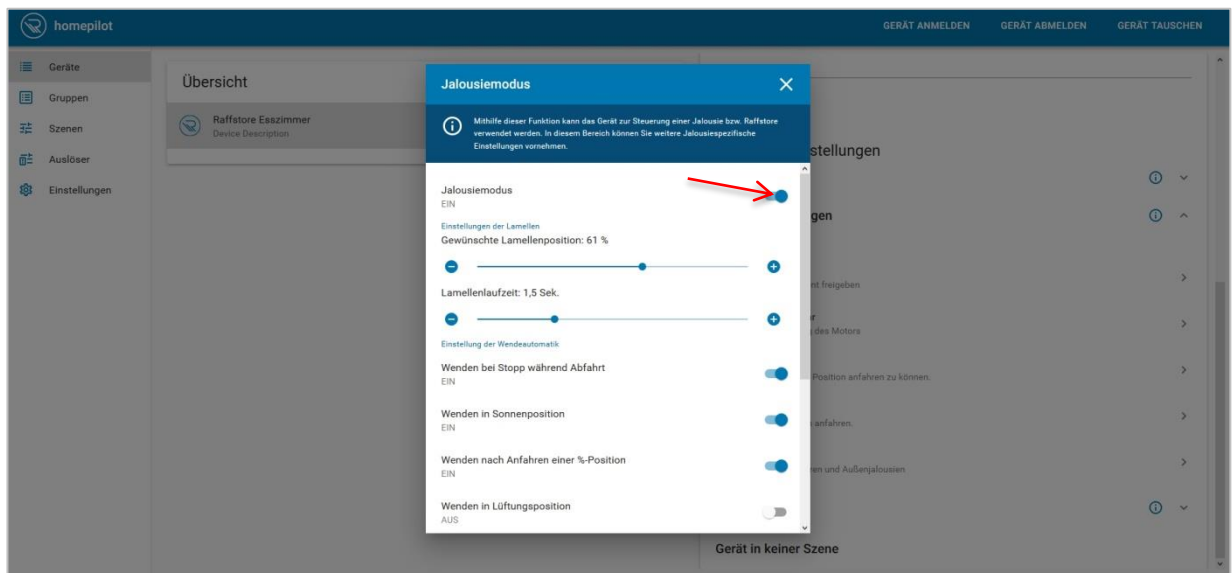 homepilot
GERÄT ANMELDEN
GERÄT ABMELDEN
GERÄT TAUSCHEN
Geräte
Gruppen
Szenen
Auslöser
Einstellungen
Übersicht
Raffstore Esszimmer
Device Description
Jalousiemodus
Mithilfe dieser Funktion kann das Gerät zur Steuerung einer Jalousie bzw. Raffstore
verwendet werden. In diesem Bereich können Sie weitere Jalousiespezifische
Einstellungen vornehmen.
Jalousiemodus
EIN
Einstellungen der Lamellen
Gewünschte Lamellenposition: 61 %
Lamellenlaufzeit: 1,5 Sek.
Einstellung der Wendeautomatik
Wenden bei Stopp während Abfahrt
EIN
Wenden in Sonnenposition
EIN
Wenden nach Anfahren einer %-Position
EIN
Wenden in Lüftungsposition
AUS
stellungen
gen
nt freigeben
r
des Motors
Position anfahren zu können.
anfahren.
ren und Außenjalousien
Gerät in keiner Szene